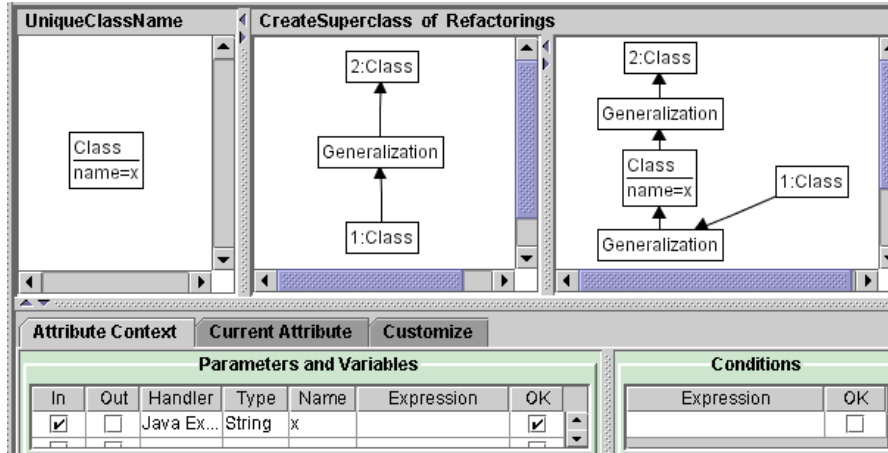 UniqueClassName
CreateSuperclass of Refactorings
Class
name=x
2:Class
Generalization
1:Class
2:Class
Generalization
Class
name=x
1:Class
Generalization
Attribute Context
Current Attribute
Customize
Parameters and Variables
In Out Handler Type Name Expression OK
Java Ex... String x
Conditions
Expression OK